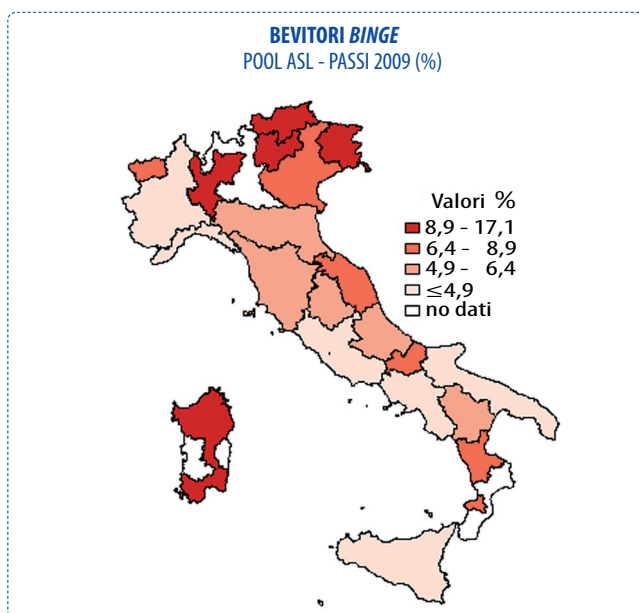 BEVITORI BINGE
POOL ASL - PASSI 2009 (%)
Valori %
8,9 - 17,1
6,4 - 8,9
4,9 - 6,4
≤4,9
no dati